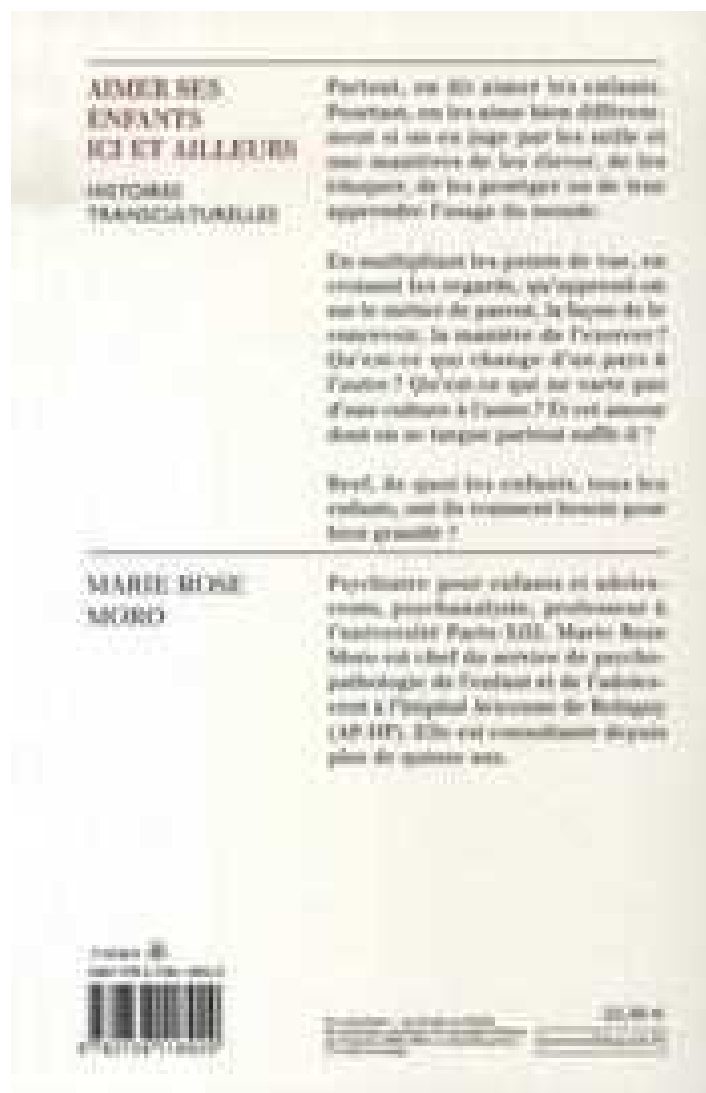 AIMER SES
ENFANTS
ICI ET AILLEURS
HISTOIRES
TRANSCULTURELLES
Partout, on dit aimer les enfants.
Pourtant, on les aime bien différem-
ment si on en juge par les mille et
une manières de les élever, de les
éduquer, de les protéger ou de leur
apprendre l'usage du monde.
En multipliant les points de vue, en
croisant les regards, qu'apprend-on
sur le métier de parent, la façon de le
concevoir, la manière de l'exercer ?
Qu'est-ce qui change d'un pays à
l'autre ? Qu'est-ce qui ne varie pas
d'une culture à l'autre ? Et cet amour
dont on se targue partout suffit-il ?
Bref, de quoi les enfants, tous les
enfants, ont-ils vraiment besoin pour
bien grandir ?
MARIE ROSE
MORO
Psychiatre pour enfants et adoles-
cents, psychanalyste, professeur à
l'université Paris XIII, Marie Rose
Moro est chef du service de psycho-
pathologie de l'enfant et de l'adoles-
cent à l'hôpital Avicenne de Bobigny
(AP-HP). Elle est consultante depuis
plus de quinze ans.